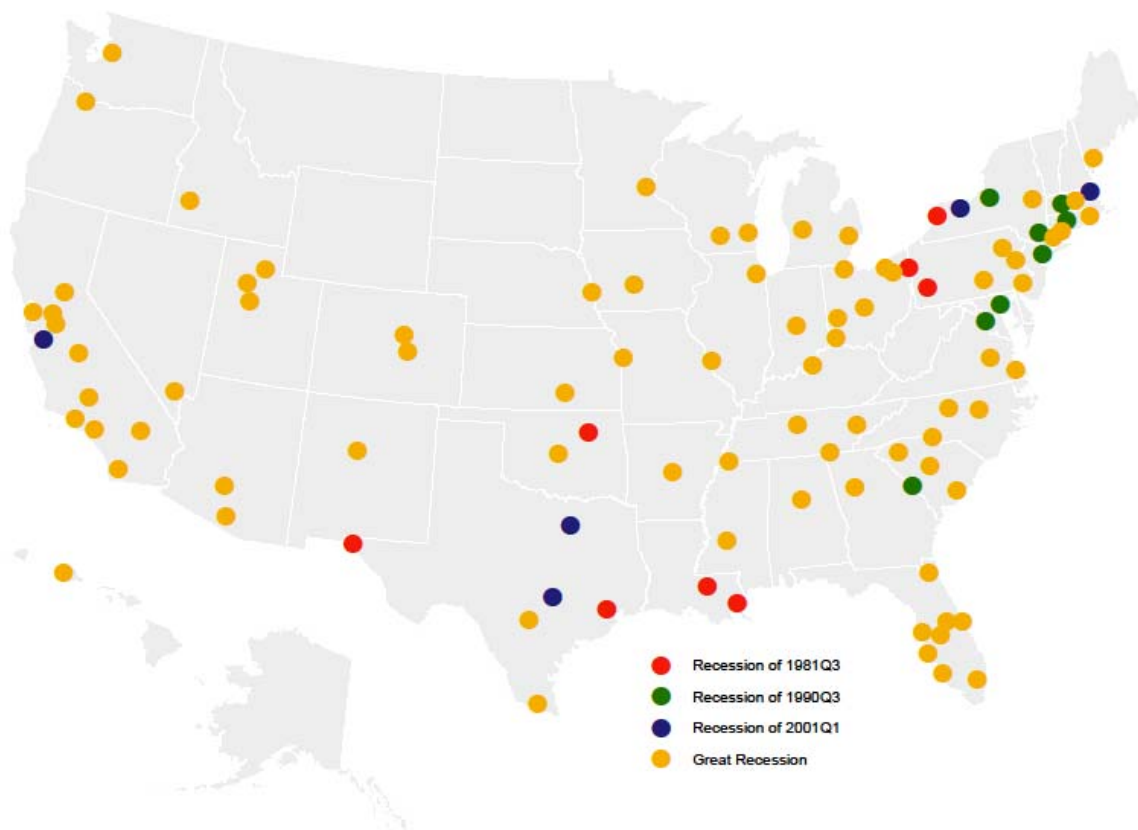 Recession of 1981Q3
Recession of 1990Q3
Recession of 2001Q1
Great Recession